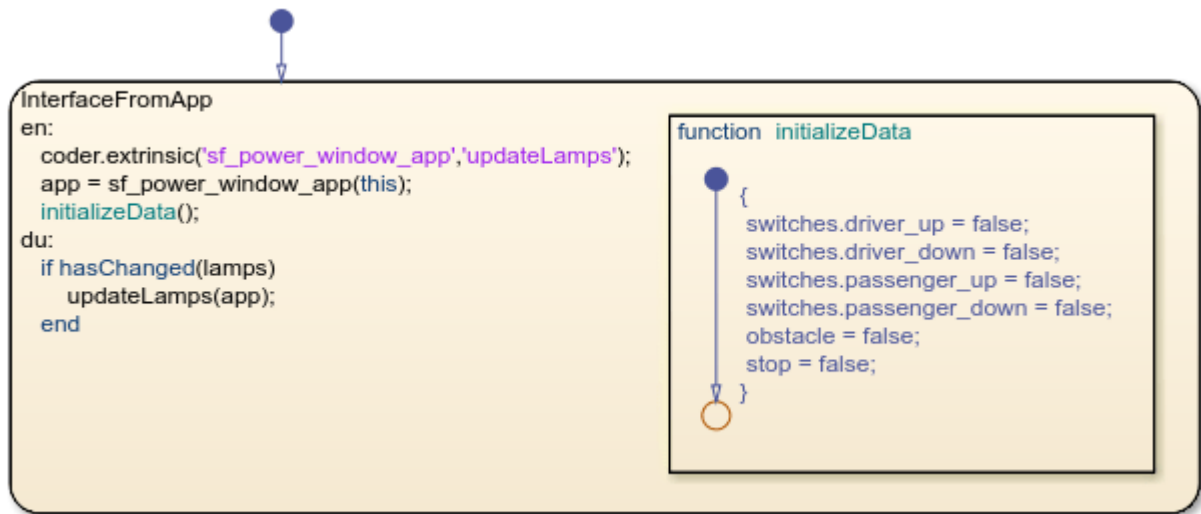 InterfaceFromApp
en:
coder.extrinsic('sf_power_window_app','updateLamps');
app = sf_power_window_app(this);
initializeData();
du:
if hasChanged(lamps)
updateLamps(app);
end
function initializeData
{
switches.driver_up = false;
switches.driver_down = false;
switches.passenger_up = false;
switches.passenger_down = false;
obstacle = false;
stop = false;
}